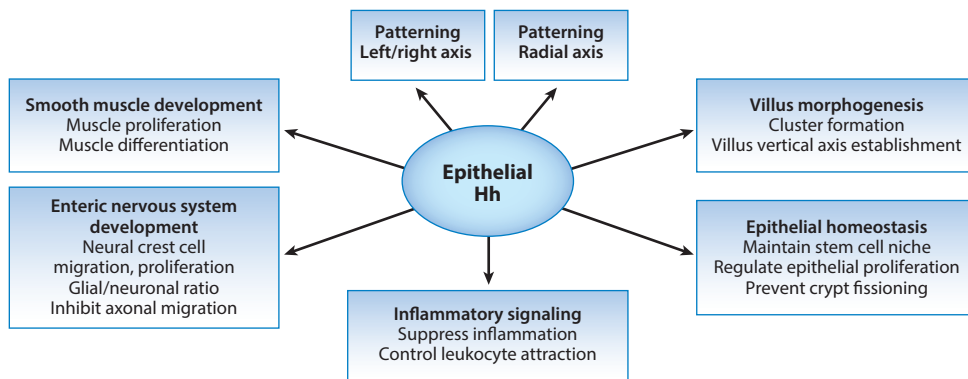 Patterning
Left/right axis
Patterning
Radial axis
Smooth muscle development
Muscle proliferation
Muscle differentiation
Villus morphogenesis
Cluster formation
Villus vertical axis establishment
Epithelial
Hh
Enteric nervous system
development
Neural crest cell
migration, proliferation
Glial/neuronal ratio
Inhibit axonal migration
Epithelial homeostasis
Maintain stem cell niche
Regulate epithelial proliferation
Prevent crypt fissioning
Inflammatory signaling
Suppress inflammation
Control leukocyte attraction